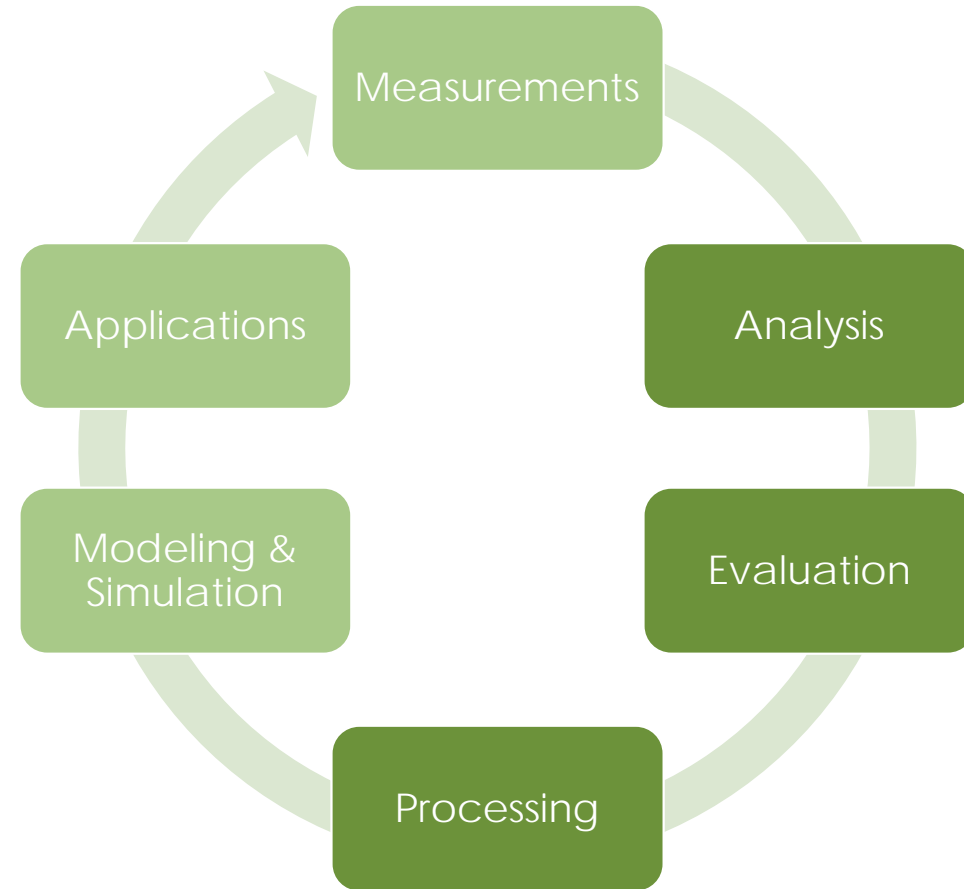 Measurements
Analysis
Evaluation
Processing
Modeling &
Simulation
Applications